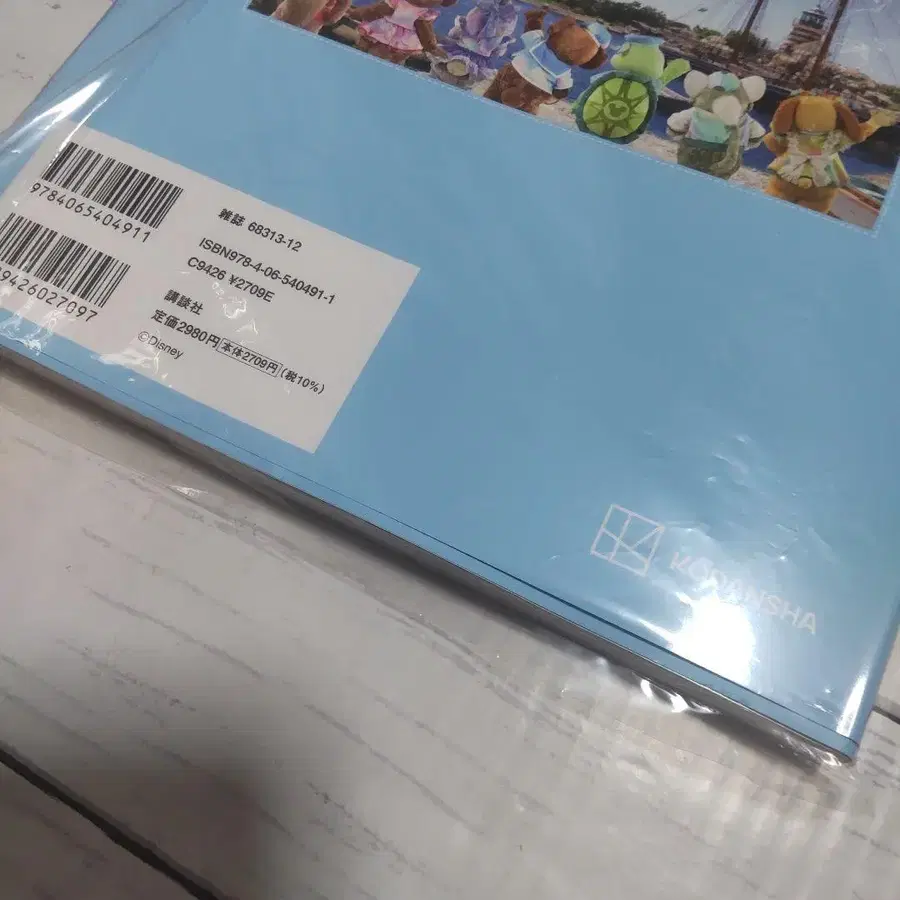 9784065404911
雑誌 68313-12
ISBN978-4-06-540491-1
C9426 ¥2709E
9426027097
講談社
定価2980円 本体2709円 (税10%)
©Disney
KODANSHA